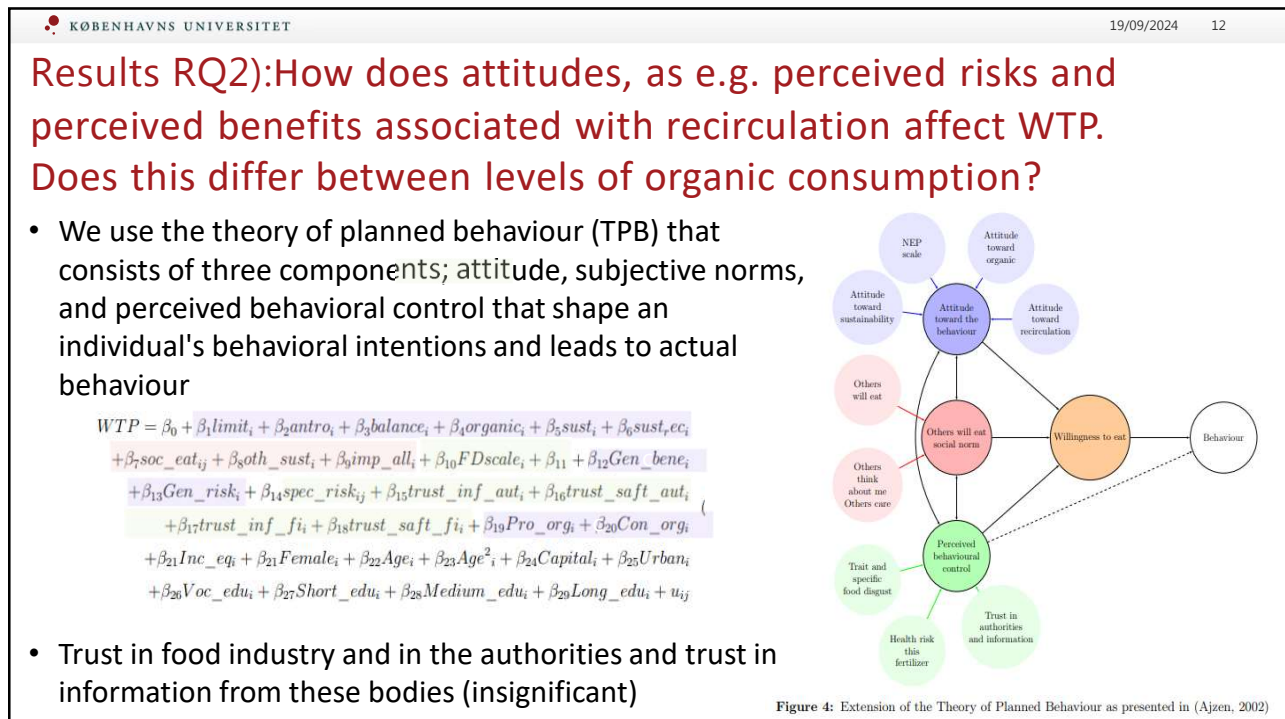 KØBENHAVNS UNIVERSITET
19/09/2024 12
Results RQ2):How does attitudes, as e.g. perceived risks and
perceived benefits associated with recirculation affect WTP.
Does this differ between levels of organic consumption?
• We use the theory of planned behaviour (TPB) that
consists of three components; attitude, subjective norms,
and perceived behavioral control that shape an
individual's behavioral intentions and leads to actual
behaviour
WTP = β₀ + β₁limitᵢ + β₂antroᵢ + β₃balanceᵢ + β₄organicᵢ + β₅sustᵢ + β₆sustᵣecᵢ
+β₇soc_eatᵢⱼ + β₈oth_sustᵢ + β₉imp_allᵢ + β₁₀FDscaleᵢ + β₁₁ + β₁₂Gen_beneᵢ
+β₁₃Gen_riskᵢ + β₁₄spec_riskᵢⱼ + β₁₅trust_inf_autᵢ + β₁₆trust_saft_autᵢ
(
+β₁₇trust_inf_fiᵢ + β₁₈trust_saft_fiᵢ + β₁₉Pro_orgᵢ + β₂₀Con_orgᵢ
+β₂₁Inc_eqᵢ + β₂₁Femaleᵢ + β₂₂Ageᵢ + β₂₃Age²ᵢ + β₂₄Capitalᵢ + β₂₅Urbanᵢ
+β₂₆Voc_eduᵢ + β₂₇Short_eduᵢ + β₂₈Medium_eduᵢ + β₂₉Long_eduᵢ + uᵢⱼ
• Trust in food industry and in the authorities and trust in
information from these bodies (insignificant)
NEP
scale
Attitude
toward
organic
Attitude
toward
sustainability
Attitude
toward the
behaviour
Attitude
toward
recirculation
Others
will eat
Others will eat
social norm
Willingness to eat
Behaviour
Others
think
about me
Others care
Perceived
behavioural
control
Trait and
specific
food disgust
Health risk
this
fertilizer
Trust in
authorities
and information
Figure 4: Extension of the Theory of Planned Behaviour as presented in (Ajzen, 2002)